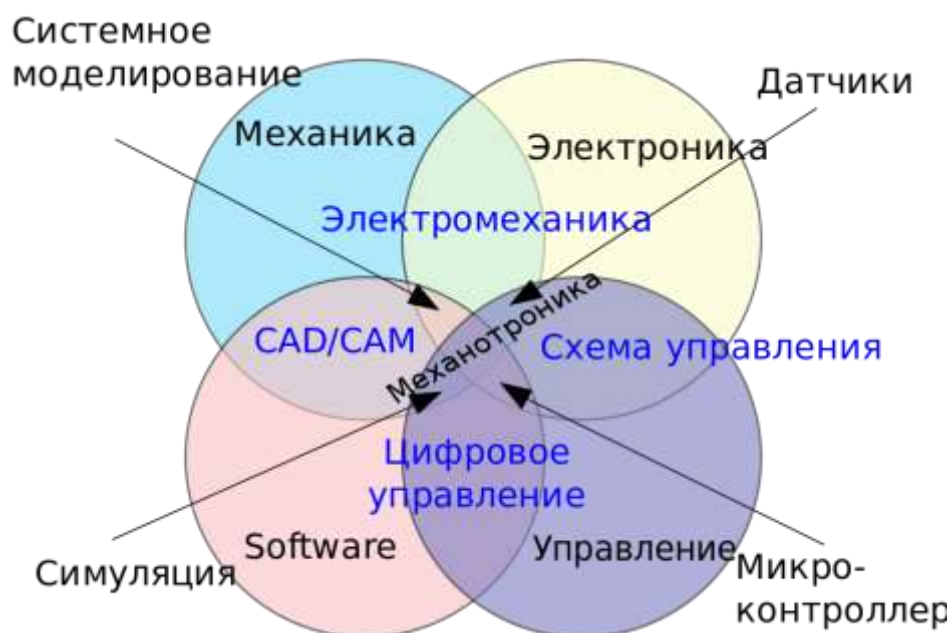 Системное
моделирование
Датчики
Механика
Электроника
Электромеханика
CAD/CAM
Механотроника
Схема управления
Цифровое
управление
Software
Управление
Симуляция
Микро-
контроллер